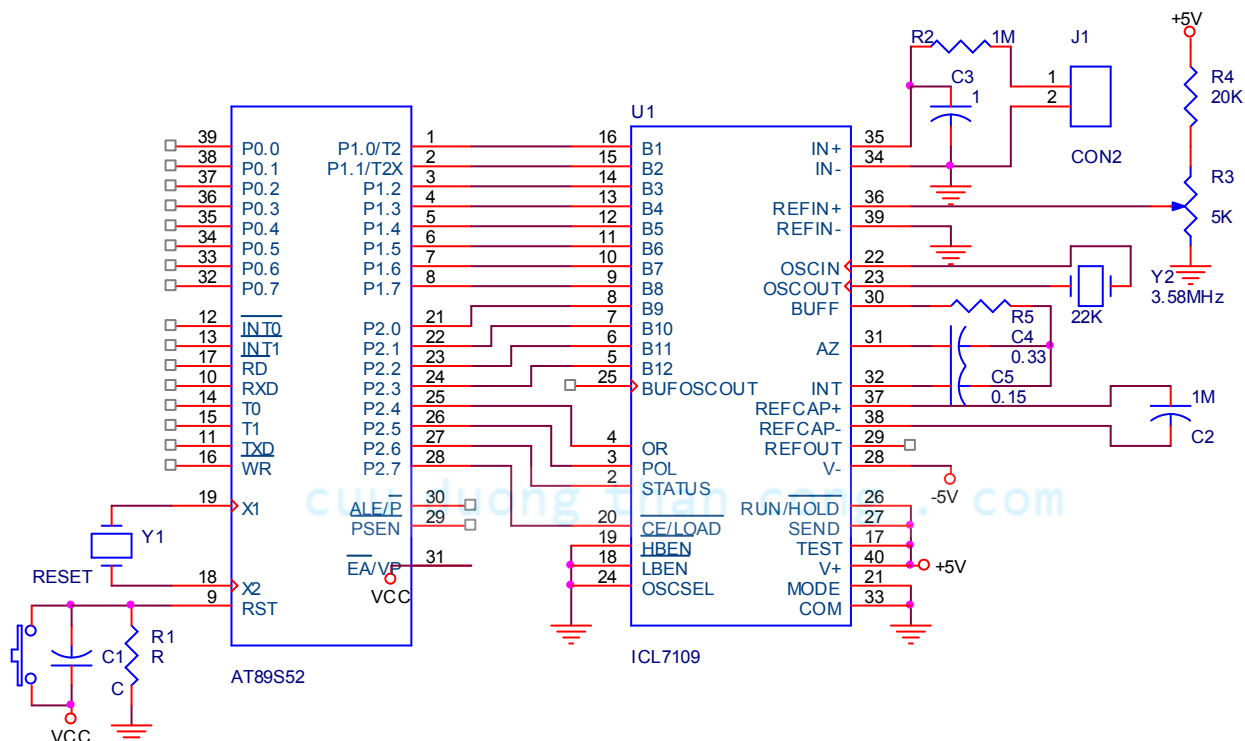 +5V
R2
1M
J1
C3
1
1
2
R4
20K
CON2
U1
AT89S52
39 P0.0
38 P0.1
37 P0.2
36 P0.3
35 P0.4
34 P0.5
33 P0.6
32 P0.7
12 INT0
13 INT1
17 RD
10 RXD
14 T0
15 T1
11 TXD
16 WR
19 X1
18 X2
9 RST
P1.0/T2 1
P1.1/T2X 2
P1.2 3
P1.3 4
P1.4 5
P1.5 6
P1.6 7
P1.7 8
P2.0 21
P2.1 22
P2.2 23
P2.3 24
P2.4 25
P2.5 26
P2.6 27
P2.7 28
ALE/P 30
PSEN 29
EA/VP 31
VCC
Y1
RESET
R1
R
C1
C
VCC
16 B1
15 B2
14 B3
13 B4
12 B5
11 B6
10 B7
9 B8
8 B9
7 B10
6 B11
5 B12
25 BUFOSCOUT
4 OR
3 POL
2 STATUS
20 CE/LOAD
19 HBEN
18 LBEN
24 OSCSEL
ICL7109
IN+ 35
IN- 34
REFIN+ 36
REFIN- 39
OSCIN 22
OSCOUT 23
BUFF 30
AZ 31
INT 32
REFCAP+ 37
REFCAP- 38
REFOUT 29
V- 28
RUN/HOLD 26
SEND 27
TEST 17
V+ 40
MODE 21
COM 33
R3
5K
Y2
3.58MHz
R5
22K
C4
0.33
C5
0.15
1M
C2
-5V
+5V
cuu duong than cong . com